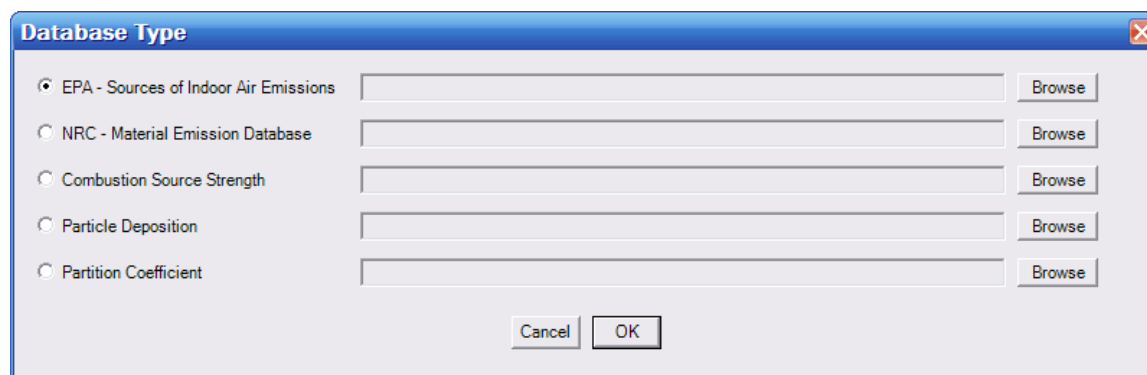 Database Type
EPA - Sources of Indoor Air Emissions Browse
NRC - Material Emission Database Browse
Combustion Source Strength Browse
Particle Deposition Browse
Partition Coefficient Browse
Cancel OK